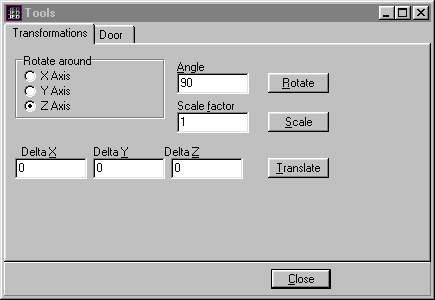 Tools
Transformations Door
Rotate around
X Axis
Y Axis
Z Axis
Angle
90
Rotate
Scale factor
1
Scale
Delta X Delta Y Delta Z
0 0 0
Translate
Close